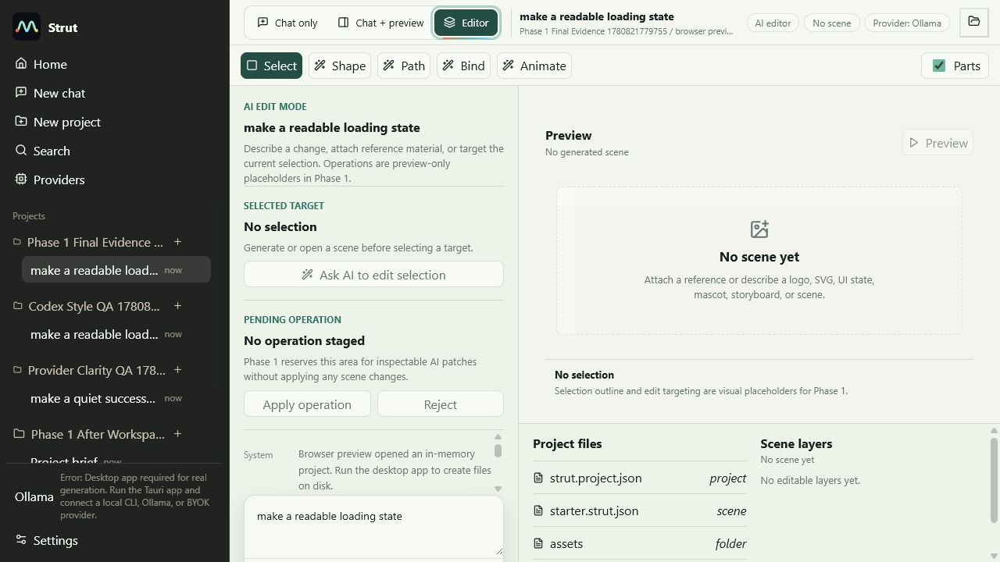 Strut
Home
New chat
New project
Search
Providers
Projects
Phase 1 Final Evidence ... +
make a readable load... now
Codex Style QA 17808... +
make a readable load... now
Provider Clarity QA 178... +
make a quiet success... now
Phase 1 After Workspa... +
Project brief now
Ollama
Error: Desktop app required for real
generation. Run the Tauri app and
connect a local CLI, Ollama, or BYOK
provider.
Settings
Chat only
Chat + preview
Editor
make a readable loading state
Phase 1 Final Evidence 1780821779755 / browser previ...
AI editor
No scene
Provider: Ollama
Select
Shape
Path
Bind
Animate
Parts
AI EDIT MODE
make a readable loading state
Describe a change, attach reference material, or target the
current selection. Operations are preview-only
placeholders in Phase 1.
SELECTED TARGET
No selection
Generate or open a scene before selecting a target.
Ask AI to edit selection
PENDING OPERATION
No operation staged
Phase 1 reserves this area for inspectable AI patches
without applying any scene changes.
Apply operation
Reject
System
Browser preview opened an in-memory
project. Run the desktop app to create files
on disk.
make a readable loading state
Preview
No generated scene
Preview
No scene yet
Attach a reference or describe a logo, SVG, UI state,
mascot, storyboard, or scene.
No selection
Selection outline and edit targeting are visual placeholders for Phase 1.
Project files
strut.project.json project
starter.strut.json scene
assets folder
Scene layers
No scene yet
No editable layers yet.